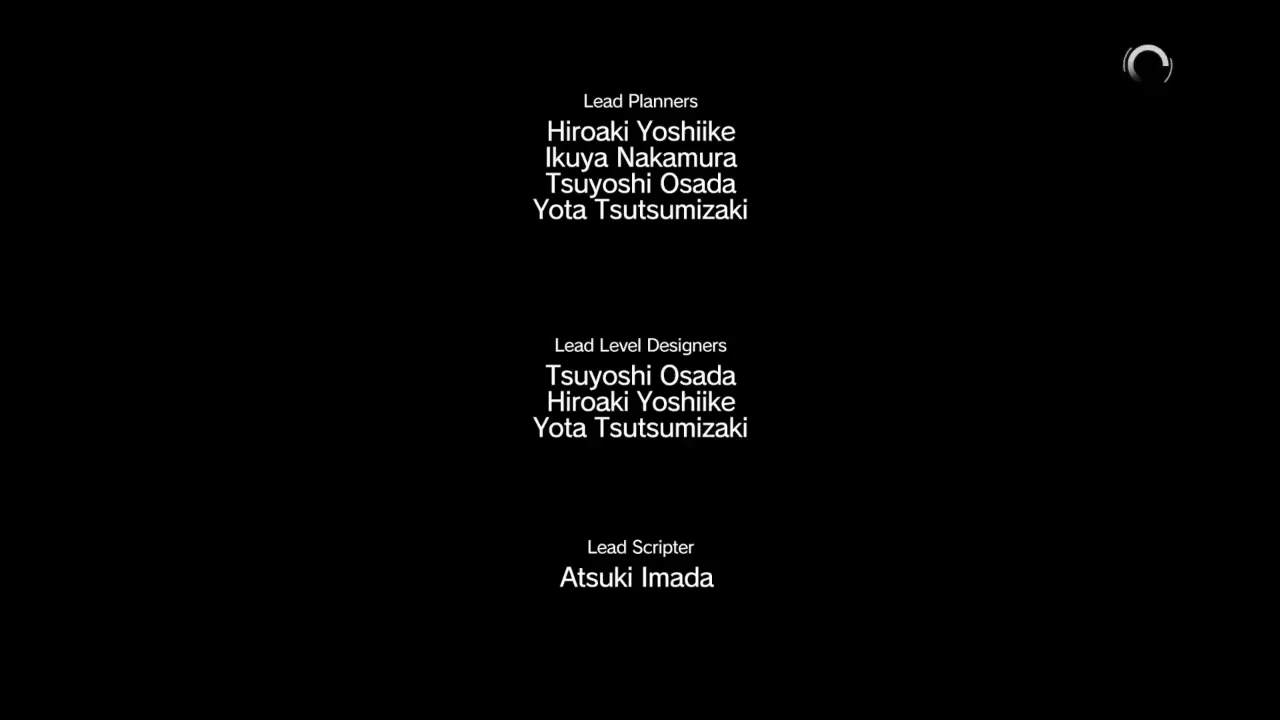 Lead Planners
Hiroaki Yoshiike
Ikuya Nakamura
Tsuyoshi Osada
Yota Tsutsumizaki
Lead Level Designers
Tsuyoshi Osada
Hiroaki Yoshiike
Yota Tsutsumizaki
Lead Scripter
Atsuki Imada